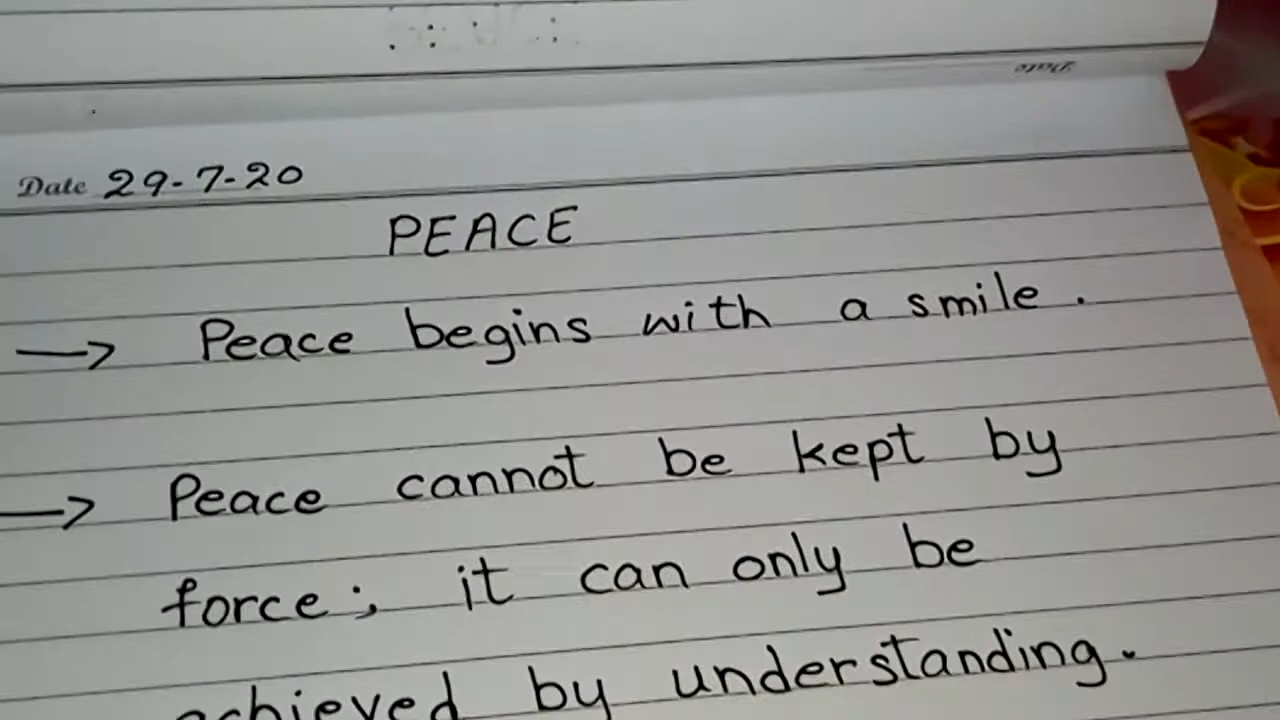 Date 29-7-20
PEACE
→ Peace begins with a smile.
→ Peace cannot be kept by
force; it can only be
achieved by understanding.